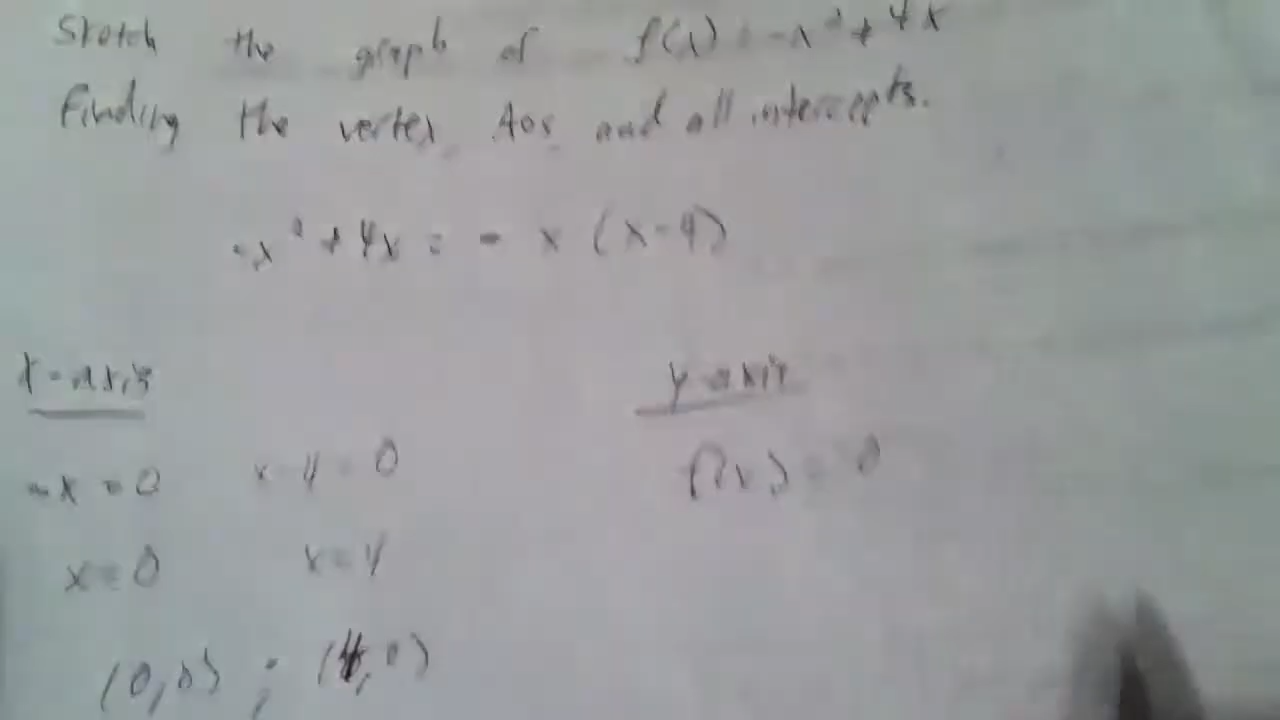 Sketch the graph of f(x) = -x² + 4x
Finding the vertex, AOS, and all intercepts.
-x² + 4x = - x (x-4)
x-axis
y-axis
-x = 0 x-4 = 0
f(x) = 0
x = 0 x = 4
(0,0) ; (4,0)